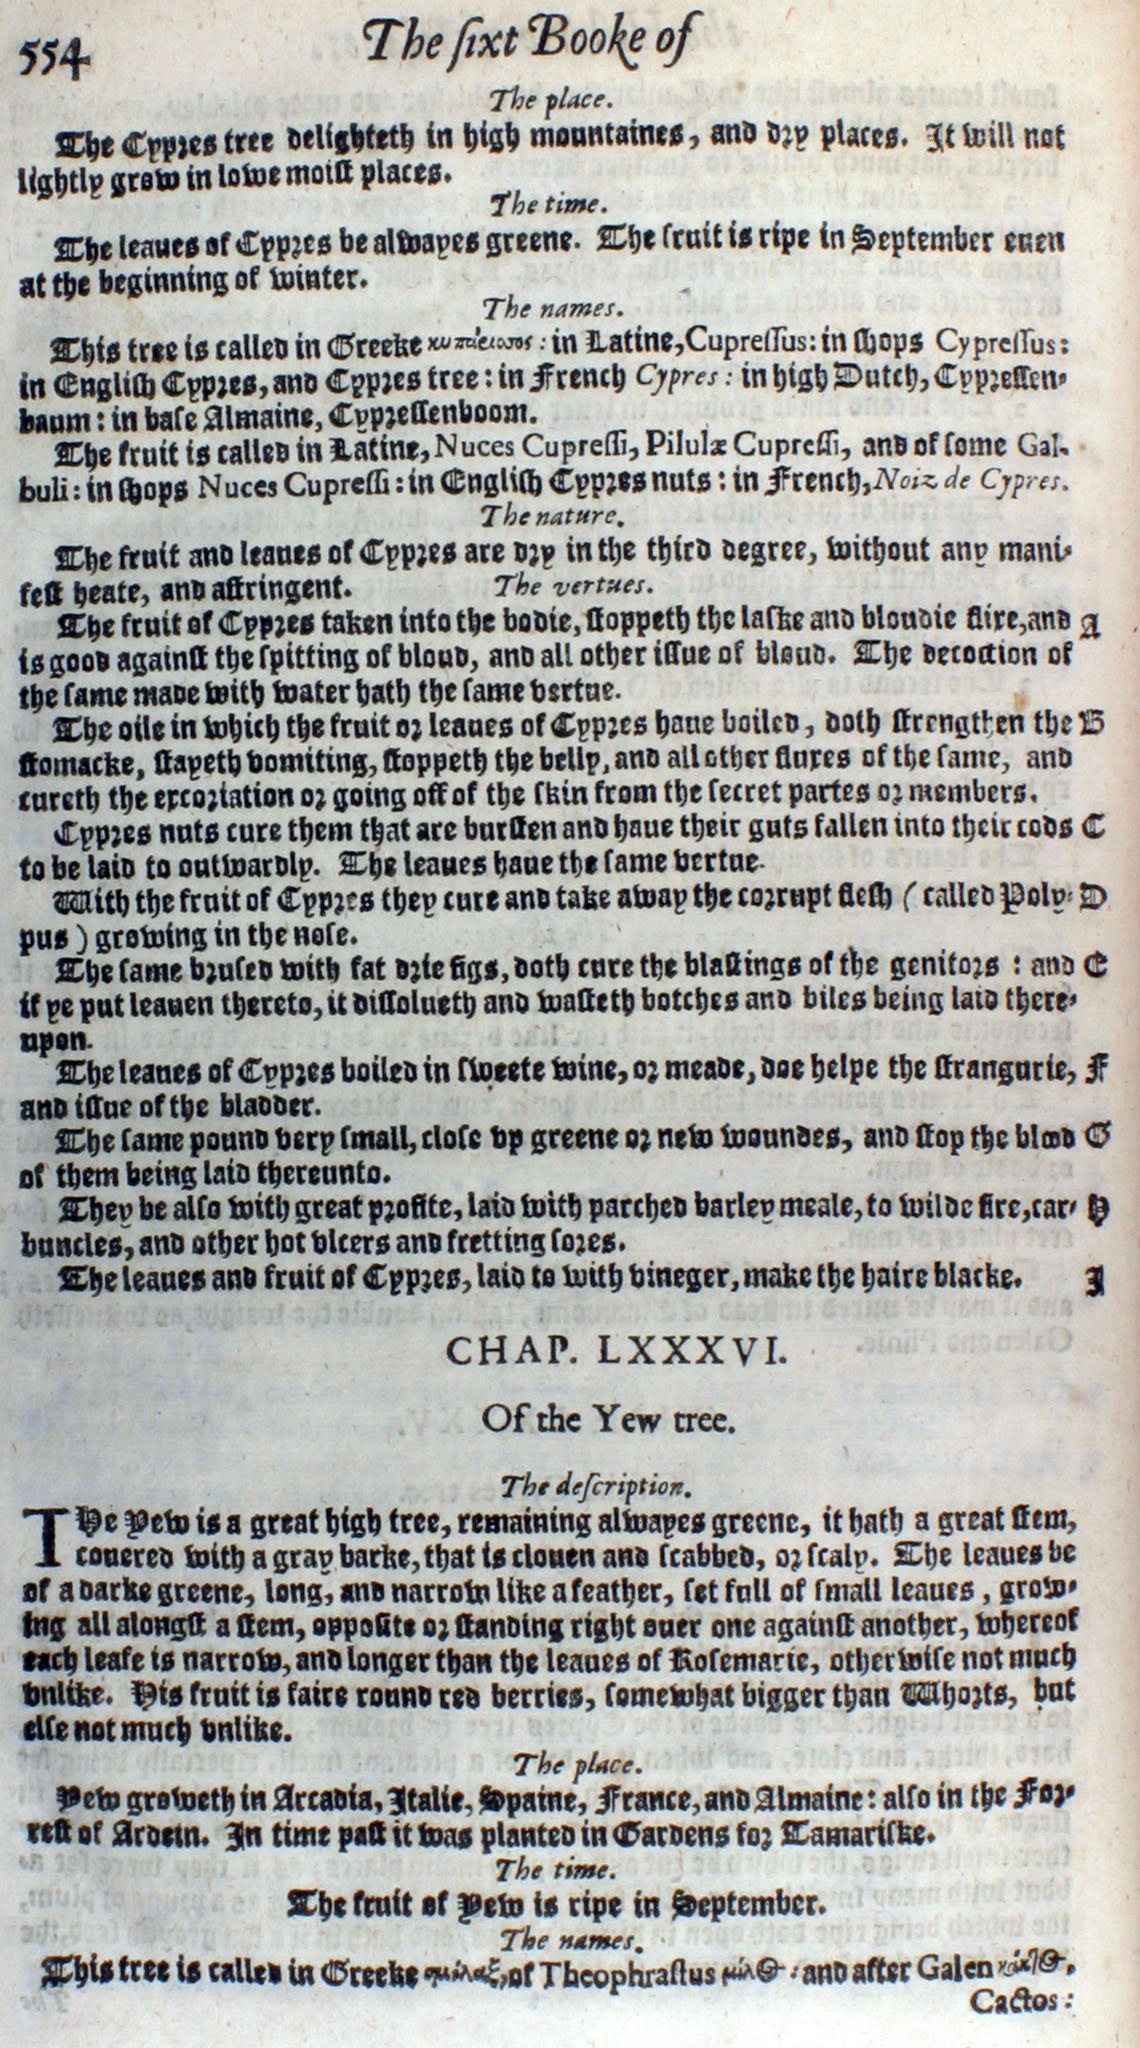 554 The ſixt Booke of
The place.
The Cypres tree delighteth in high mountaines, and dry places. It will not
lightly grow in lowe moiſt places.
The time.
The leaues of Cypres be alwayes greene. The fruit is ripe in September euen
at the beginning of winter.
The names.
This tree is called in Greeke : in Latine, Cupreſſus: in ſhops Cypreſſus:
in Engliſh Cypres, and Cypres tree: in French Cypres: in high Dutch, Cypreſſen-
baum: in baſe Almaine, Cypreſſenboom.
The fruit is called in Latine, Nuces Cupreſſi, Pilulæ Cupreſſi, and of ſome Gal-
buli: in ſhops Nuces Cupreſſi: in Engliſh Cypres nuts: in French, Noiz de Cypres.
The nature.
The fruit and leaues of Cypres are dry in the third degree, without any mani-
feſt heate, and aſtringent. The vertues.
The fruit of Cypres taken into the bodie, ſtoppeth the laſke and bloudie flixe, and A
is good againſt the ſpitting of bloud, and all other iſſue of bloud. The decoction of
the ſame made with water hath the ſame vertue.
The oile in which the fruit or leaues of Cypres haue boiled, doth ſtrengthen the B
ſtomacke, ſtayeth vomiting, ſtoppeth the belly, and all other fluxes of the ſame, and
cureth the excoriation or going off of the ſkin from the ſecret partes or members.
Cypres nuts cure them that are burſten and haue their guts fallen into their cods C
to be laid to outwardly. The leaues haue the ſame vertue.
With the fruit of Cypres they cure and take away the corrupt fleſh (called Poly- D
pus) growing in the noſe.
The ſame bruſed with fat drie figs, doth cure the blaſtings of the genitors: and E
if ye put leauen thereto, it diſſolueth and waſteth botches and biles being laid there-
upon.
The leaues of Cypres boiled in ſweete wine, or meade, doe helpe the ſtrangurie, F
and iſſue of the bladder.
The ſame pound very ſmall, cloſe vp greene or new woundes, and ſtop the blood G
of them being laid thereunto.
They be alſo with great profite, laid with parched barley meale, to wilde fire, car- H
buncles, and other hot vlcers and fretting ſores.
The leaues and fruit of Cypres, laid to with vineger, make the haire blacke. I
CHAP. LXXXVI.
Of the Yew tree.
The deſcription.
THe Yew is a great high tree, remaining alwayes greene, it hath a great ſtem,
couered with a gray barke, that is clouen and ſcabbed, or ſcaly. The leaues be
of a darke greene, long, and narrow like a feather, ſet full of ſmall leaues, grow-
ing all alongſt a ſtem, oppoſite or ſtanding right ouer one againſt another, whereof
each leafe is narrow, and longer than the leaues of Roſemarie, otherwiſe not much
vnlike. His fruit is faire round red berries, ſomewhat bigger than Whorts, but
elſe not much vnlike.
The place.
Yew groweth in Arcadia, Italie, Spaine, France, and Almaine: alſo in the For-
reſt of Ardein. In time paſt it was planted in Gardens for Tamariſke.
The time.
The fruit of Yew is ripe in September.
The names.
This tree is called in Greeke σμίλαξ, of Theophraſtus μίλος: and after Galen
Cactos: